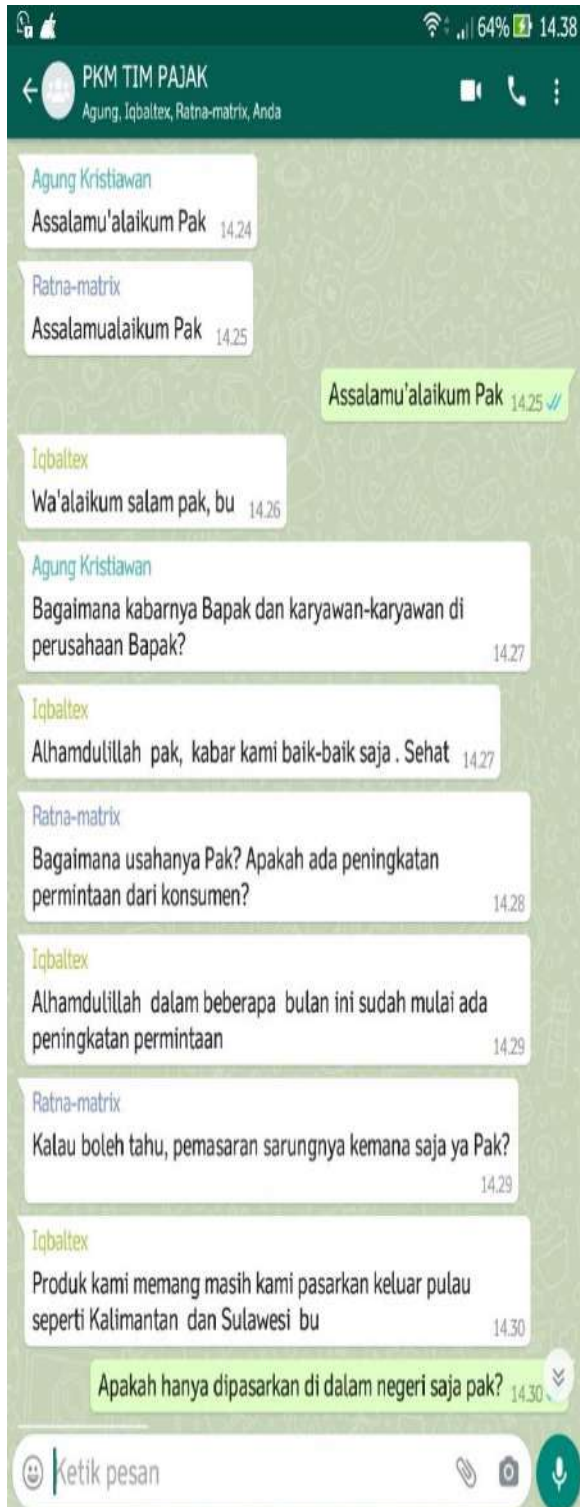 64% 14.38
PKM TIM PAJAK
Agung, Iqbaltex, Ratna-matrix, Anda
Agung Kristiawan
Assalamu'alaikum Pak 14.24
Ratna-matrix
Assalamualaikum Pak 14.25
Assalamu'alaikum Pak 14.25
Iqbaltex
Wa'alaikum salam pak, bu 14.26
Agung Kristiawan
Bagaimana kabarnya Bapak dan karyawan-karyawan di
perusahaan Bapak? 14.27
Iqbaltex
Alhamdulillah pak, kabar kami baik-baik saja . Sehat 14.27
Ratna-matrix
Bagaimana usahanya Pak? Apakah ada peningkatan
permintaan dari konsumen? 14.28
Iqbaltex
Alhamdulillah dalam beberapa bulan ini sudah mulai ada
peningkatan permintaan 14.29
Ratna-matrix
Kalau boleh tahu, pemasaran sarungnya kemana saja ya Pak?
14.29
Iqbaltex
Produk kami memang masih kami pasarkan keluar pulau
seperti Kalimantan dan Sulawesi bu 14.30
Apakah hanya dipasarkan di dalam negeri saja pak? 14.30
Ketik pesan